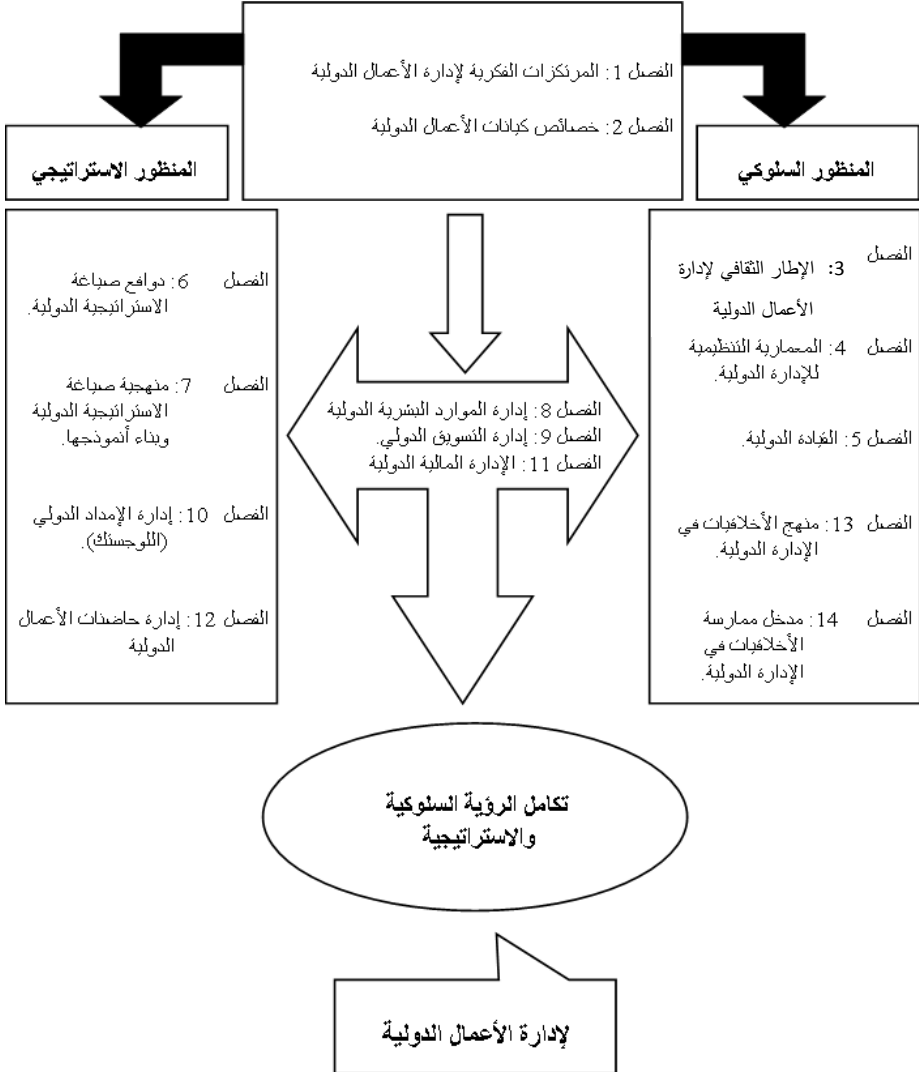 الفصل 1: المرتكزات الفكرية لإدارة الأعمال الدولية
الفصل 2: خصائص كيانات الأعمال الدولية
المنظور السلوكي
المنظور الاستراتيجي
الفصل 3: الإطار الثقافي لإدارة
الأعمال الدولية
الفصل 4: المعمارية التنظيمية
للإدارة الدولية.
الفصل 5: القيادة الدولية.
الفصل 13: منهج الأخلاقيات في
الإدارة الدولية.
الفصل 14: مدخل ممارسة
الأخلاقيات في
الإدارة الدولية.
الفصل 8: إدارة الموارد البشرية الدولية
الفصل 9: إدارة التسويق الدولي.
الفصل 11: الإدارة المالية الدولية
الفصل 6: دوافع صياغة
الاستراتيجية الدولية.
الفصل 7: منهجية صياغة
الاستراتيجية الدولية
وبناء أنموذجها.
الفصل 10: إدارة الإمداد الدولي
(اللوجستك).
الفصل 12: إدارة حاضنات الأعمال
الدولية
تكامل الرؤية السلوكية
والاستراتيجية
لإدارة الأعمال الدولية